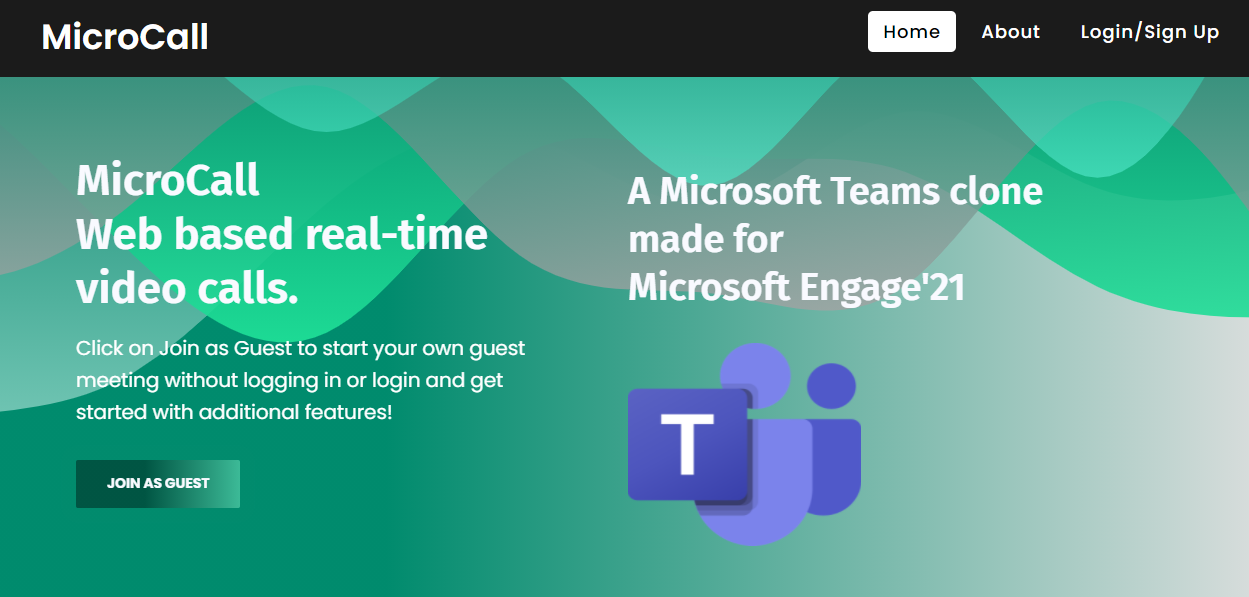 MicroCall
Home
About
Login/Sign Up
MicroCall
Web based real-time
video calls.
Click on Join as Guest to start your own guest
meeting without logging in or login and get
started with additional features!
JOIN AS GUEST
A Microsoft Teams clone
made for
Microsoft Engage'21
T